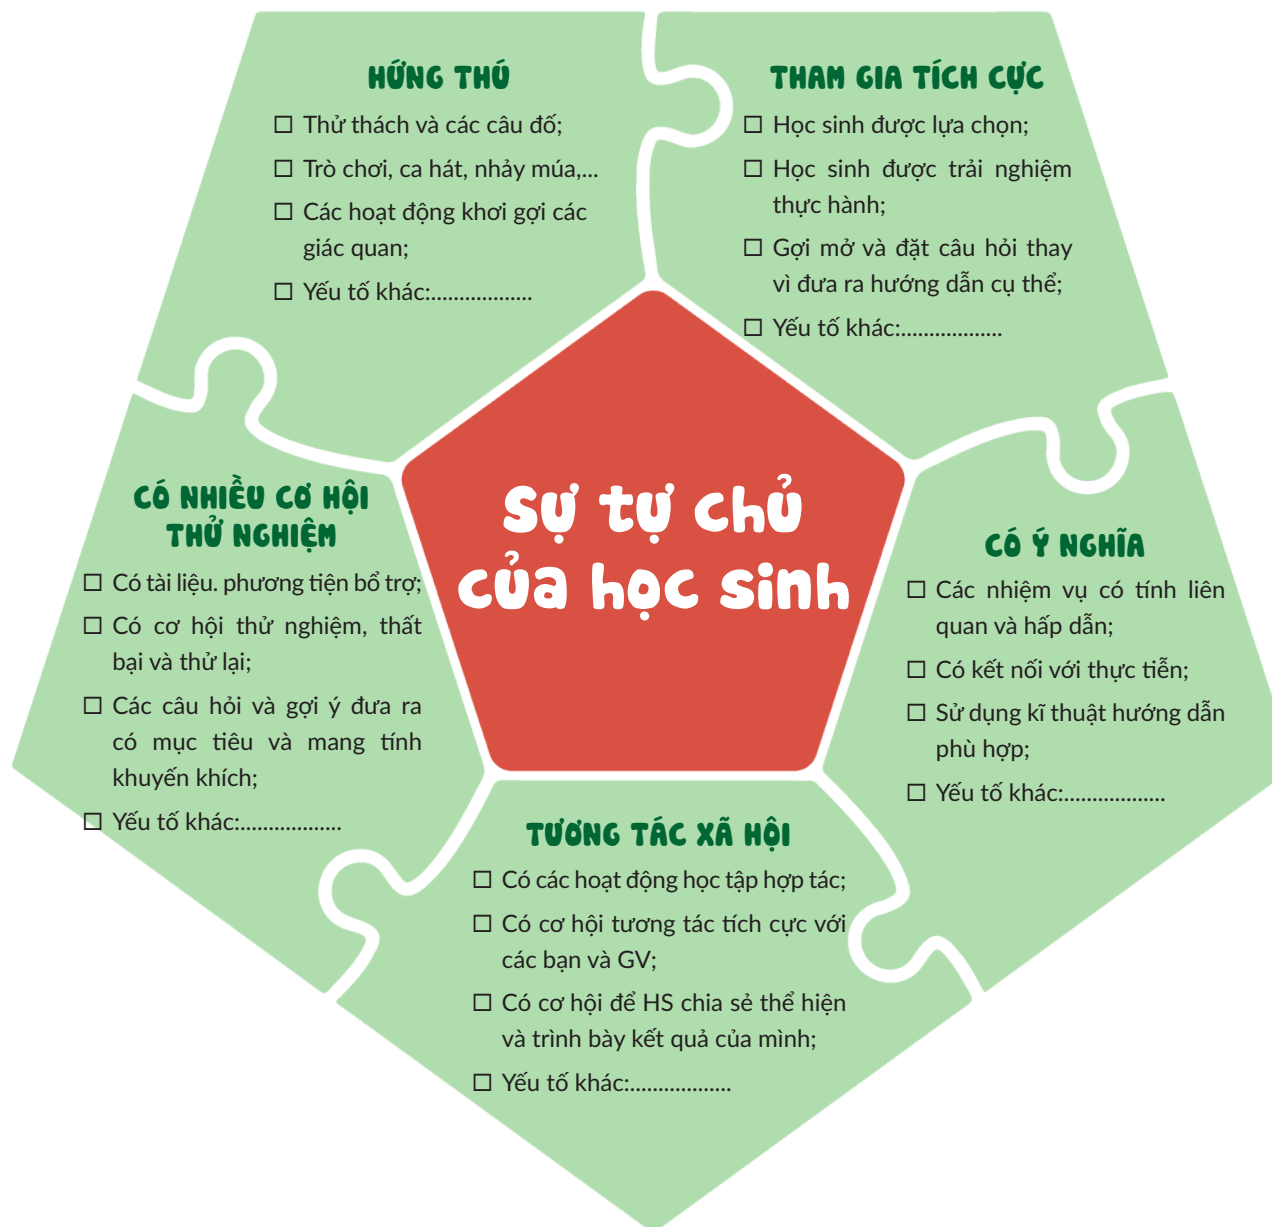 HỨNG THÚ
☐ Thử thách và các câu đố;
☐ Trò chơi, ca hát, nhảy múa,...
☐ Các hoạt động khơi gợi các
giác quan;
☐ Yếu tố khác:..................
THAM GIA TÍCH CỰC
☐ Học sinh được lựa chọn;
☐ Học sinh được trải nghiệm
thực hành;
☐ Gợi mở và đặt câu hỏi thay
vì đưa ra hướng dẫn cụ thể;
☐ Yếu tố khác:..................
CÓ NHIỀU CƠ HỘI
THỬ NGHIỆM
☐ Có tài liệu. phương tiện bổ trợ;
☐ Có cơ hội thử nghiệm, thất
bại và thử lại;
☐ Các câu hỏi và gợi ý đưa ra
có mục tiêu và mang tính
khuyến khích;
☐ Yếu tố khác:..................
Sự tự chủ
của học sinh
CÓ Ý NGHĨA
☐ Các nhiệm vụ có tính liên
quan và hấp dẫn;
☐ Có kết nối với thực tiễn;
☐ Sử dụng kĩ thuật hướng dẫn
phù hợp;
☐ Yếu tố khác:..................
TƯƠNG TÁC XÃ HỘI
☐ Có các hoạt động học tập hợp tác;
☐ Có cơ hội tương tác tích cực với
các bạn và GV;
☐ Có cơ hội để HS chia sẻ thể hiện
và trình bày kết quả của mình;
☐ Yếu tố khác:..................